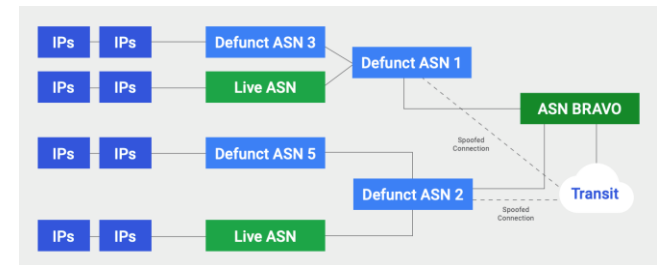 IPs IPs Defunct ASN 3
Defunct ASN 1
IPs IPs Live ASN
ASN BRAVO
Spoofed
Connection
IPs IPs Defunct ASN 5
Defunct ASN 2
Transit
Spoofed
Connection
IPs IPs Live ASN